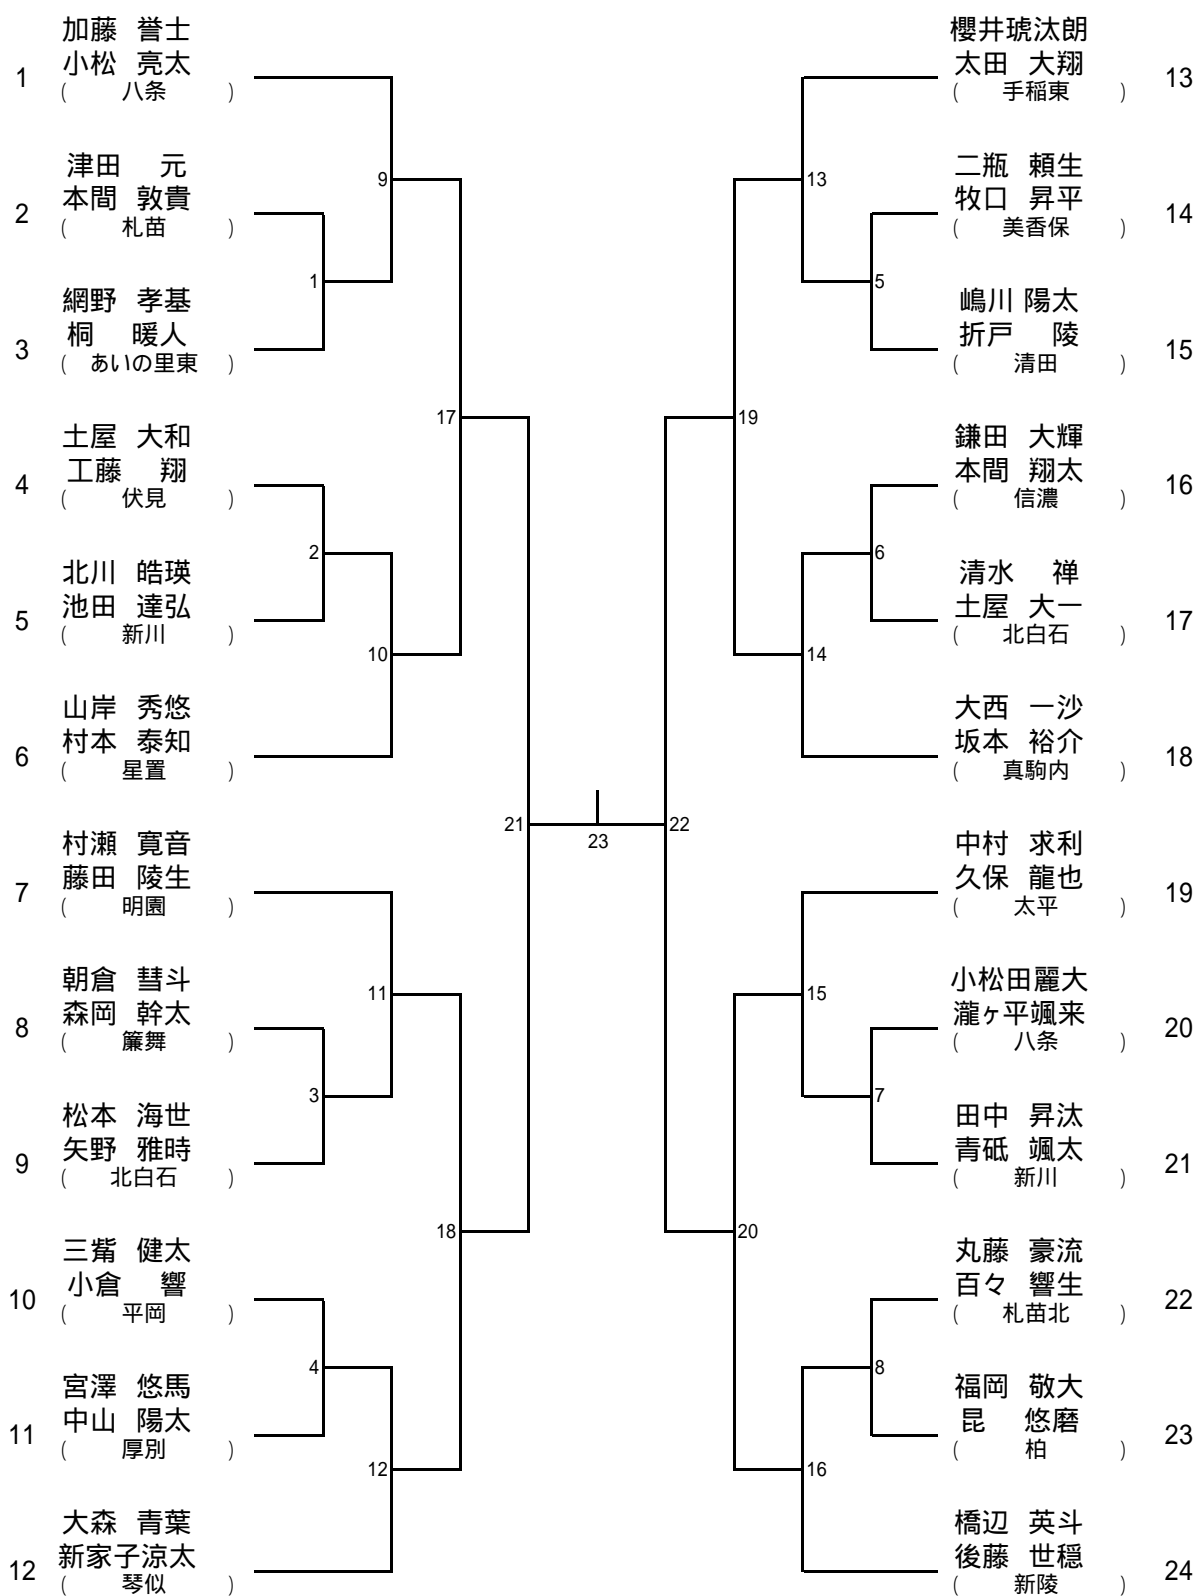 加藤 誉士
小松 亮太
1 ( 八条 )
津田 元
本間 敦貴
2 ( 札苗 )
網野 孝基
桐 暖人
3 ( あいの里東 )
土屋 大和
工藤 翔
4 ( 伏見 )
北川 皓瑛
池田 達弘
5 ( 新川 )
山岸 秀悠
村本 泰知
6 ( 星置 )
村瀬 寛音
藤田 陵生
7 ( 明園 )
朝倉 彗斗
森岡 幹太
8 ( 簾舞 )
松本 海世
矢野 雅時
9 ( 北白石 )
三觜 健太
小倉 響
10 ( 平岡 )
宮澤 悠馬
中山 陽太
11 ( 厚別 )
大森 青葉
新家子涼太
12 ( 琴似 )
9
1
17
2
10
21
11
3
18
4
12
23
13
5
19
6
14
22
15
7
20
8
16
櫻井琥汰朗
太田 大翔
( 手稲東 ) 13
二瓶 頼生
牧口 昇平
( 美香保 ) 14
嶋川 陽太
折戸 陵
( 清田 ) 15
鎌田 大輝
本間 翔太
( 信濃 ) 16
清水 禅
土屋 大一
( 北白石 ) 17
大西 一沙
坂本 裕介
( 真駒内 ) 18
中村 求利
久保 龍也
( 太平 ) 19
小松田麗大
瀧ヶ平颯来
( 八条 ) 20
田中 昇汰
青砥 颯太
( 新川 ) 21
丸藤 豪流
百々 響生
( 札苗北 ) 22
福岡 敬大
昆 悠磨
( 柏 ) 23
橋辺 英斗
後藤 世穏
( 新陵 ) 24